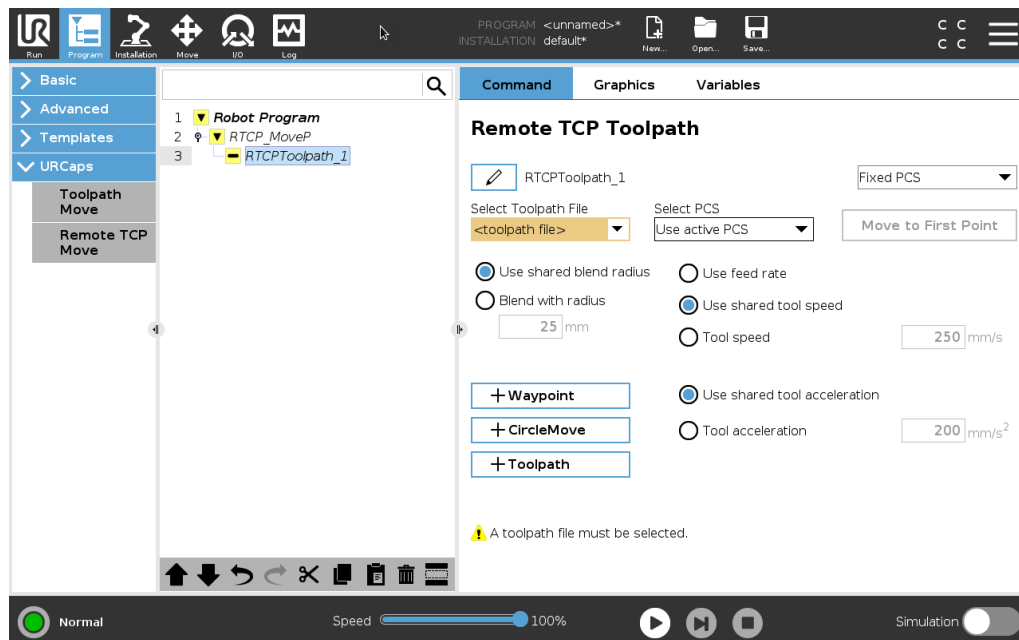 PROGRAM <unnamed>*
INSTALLATION default*
C C
C C
UR
Run
Program
Installation
Move
I/O
Log
New...
Open...
Save...
Basic
Advanced
Templates
URCaps
Toolpath
Move
Remote TCP
Move
1 Robot Program
2 RTCP_MoveP
3 RTCPToolpath_1
Command Graphics Variables
Remote TCP Toolpath
RTCPToolpath_1
Fixed PCS
Select Toolpath File Select PCS
<toolpath file> Use active PCS Move to First Point
Use shared blend radius Use feed rate
Blend with radius Use shared tool speed
25 mm Tool speed 250 mm/s
+ Waypoint Use shared tool acceleration
+ CircleMove Tool acceleration 200 mm/s²
+ Toolpath
A toolpath file must be selected.
Normal Speed 100% Simulation